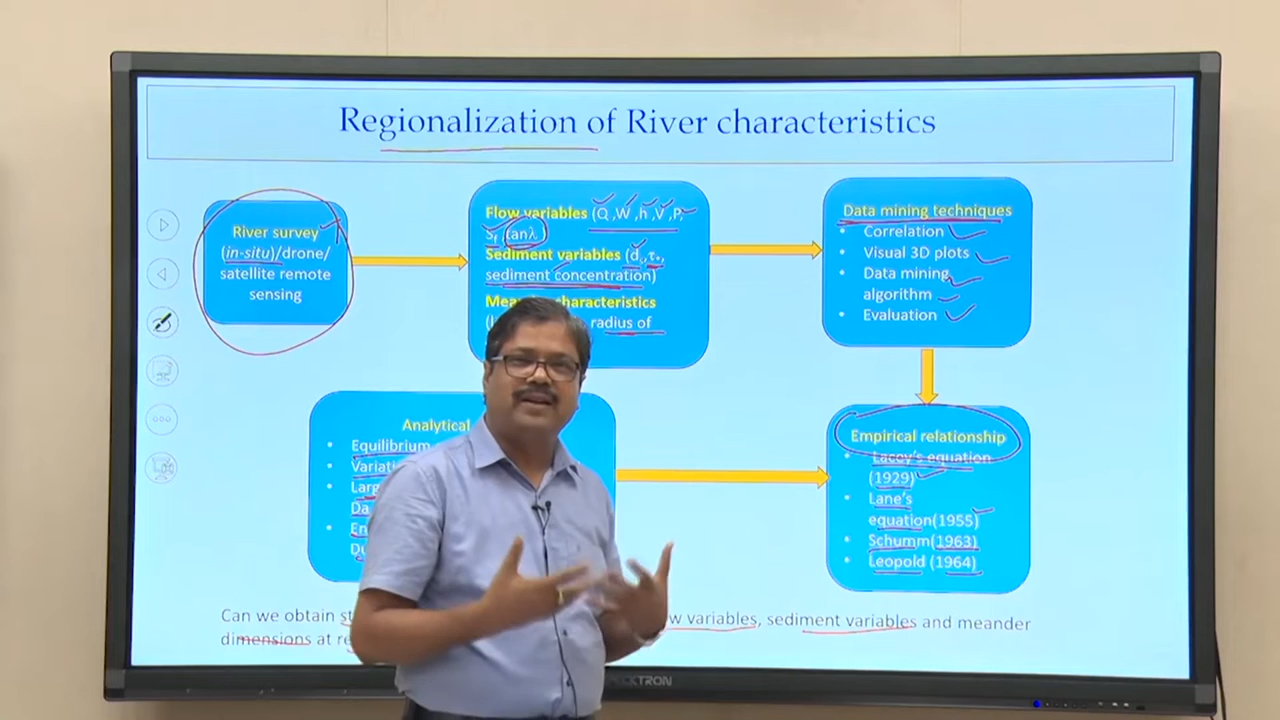 Regionalization of River characteristics
River survey
(in-situ)/drone/
satellite remote
sensing
Flow variables (Q ,W ,h ,V ,P,
Sf, tanλ)
Sediment variables (d, τ*,
sediment concentration)
characteristics
radius of
Data mining techniques
• Correlation
• Visual 3D plots
• Data mining
algorithm
• Evaluation
Analytical
• Equilibrium
•
•
•
Empirical relationship
• Lacey's equation
(1929)
• Lane's
equation(1955)
• Schumm(1963)
• Leopold (1964)
Can we obtain variables, sediment variables and meander
dimensions at